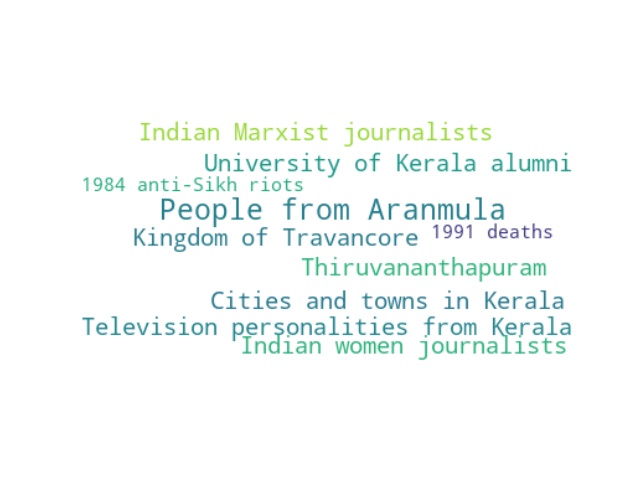 Indian Marxist journalists
University of Kerala alumni
1984 anti-Sikh riots
People from Aranmula
Kingdom of Travancore
1991 deaths
Thiruvananthapuram
Cities and towns in Kerala
Television personalities from Kerala
Indian women journalists